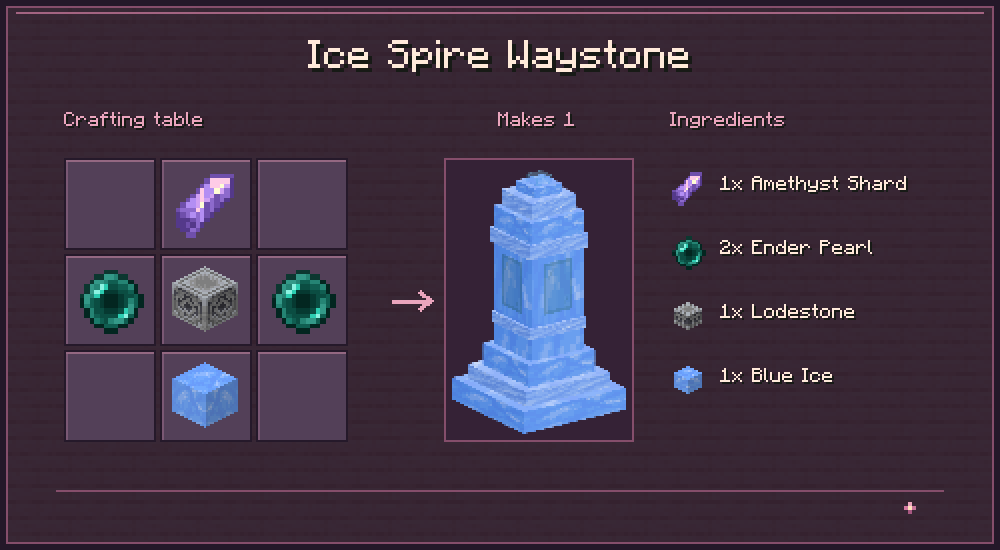 Ice Spire Waystone
Crafting table
Makes 1
Ingredients
1x Amethyst Shard
2x Ender Pearl
1x Lodestone
1x Blue Ice